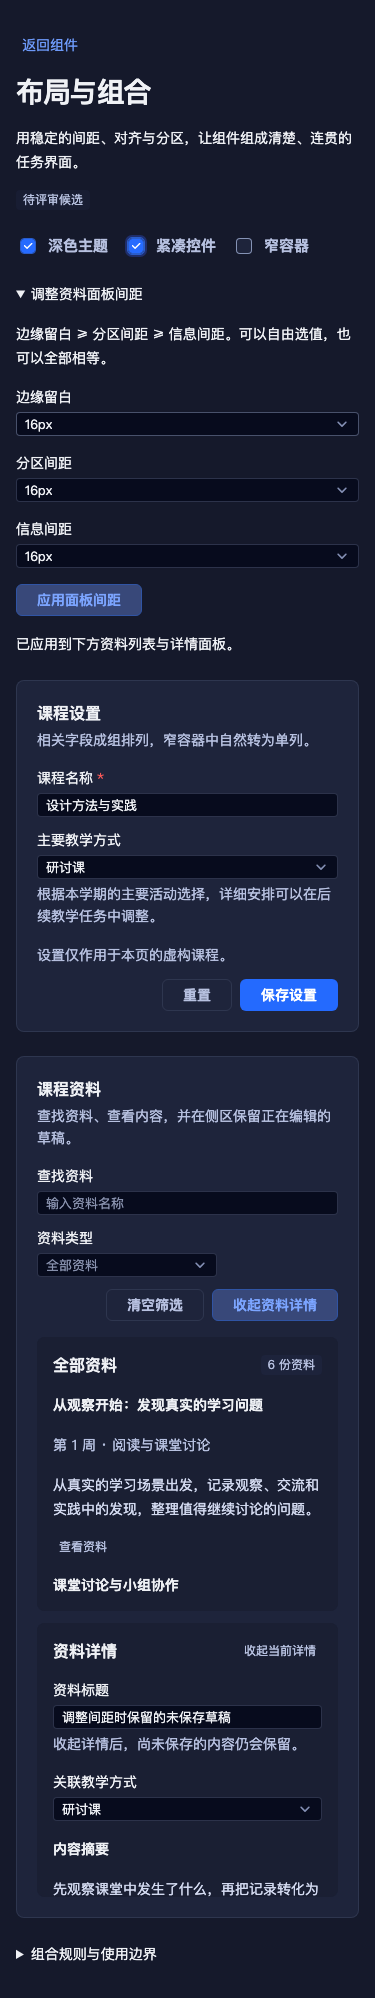 返回组件
布局与组合
用稳定的间距、对齐与分区，让组件组成清楚、连贯的
任务界面。
待评审候选
深色主题 紧凑控件 窄容器
▼ 调整资料面板间距
边缘留白 ⩾ 分区间距 ⩾ 信息间距。可以自由选值，也
可以全部相等。
边缘留白
16px
分区间距
16px
信息间距
16px
应用面板间距
已应用到下方资料列表与详情面板。
课程设置
相关字段成组排列，窄容器中自然转为单列。
课程名称 *
设计方法与实践
主要教学方式
研讨课
根据本学期的主要活动选择，详细安排可以在后
续教学任务中调整。
设置仅作用于本页的虚构课程。
重置 保存设置
课程资料
查找资料、查看内容，并在侧区保留正在编辑的
草稿。
查找资料
输入资料名称
资料类型
全部资料
清空筛选 收起资料详情
全部资料 6 份资料
从观察开始：发现真实的学习问题
第 1 周 · 阅读与课堂讨论
从真实的学习场景出发，记录观察、交流和
实践中的发现，整理值得继续讨论的问题。
查看资料
课堂讨论与小组协作
资料详情 收起当前详情
资料标题
调整间距时保留的未保存草稿
收起详情后，尚未保存的内容仍会保留。
关联教学方式
研讨课
内容摘要
先观察课堂中发生了什么，再把记录转化为
▶ 组合规则与使用边界